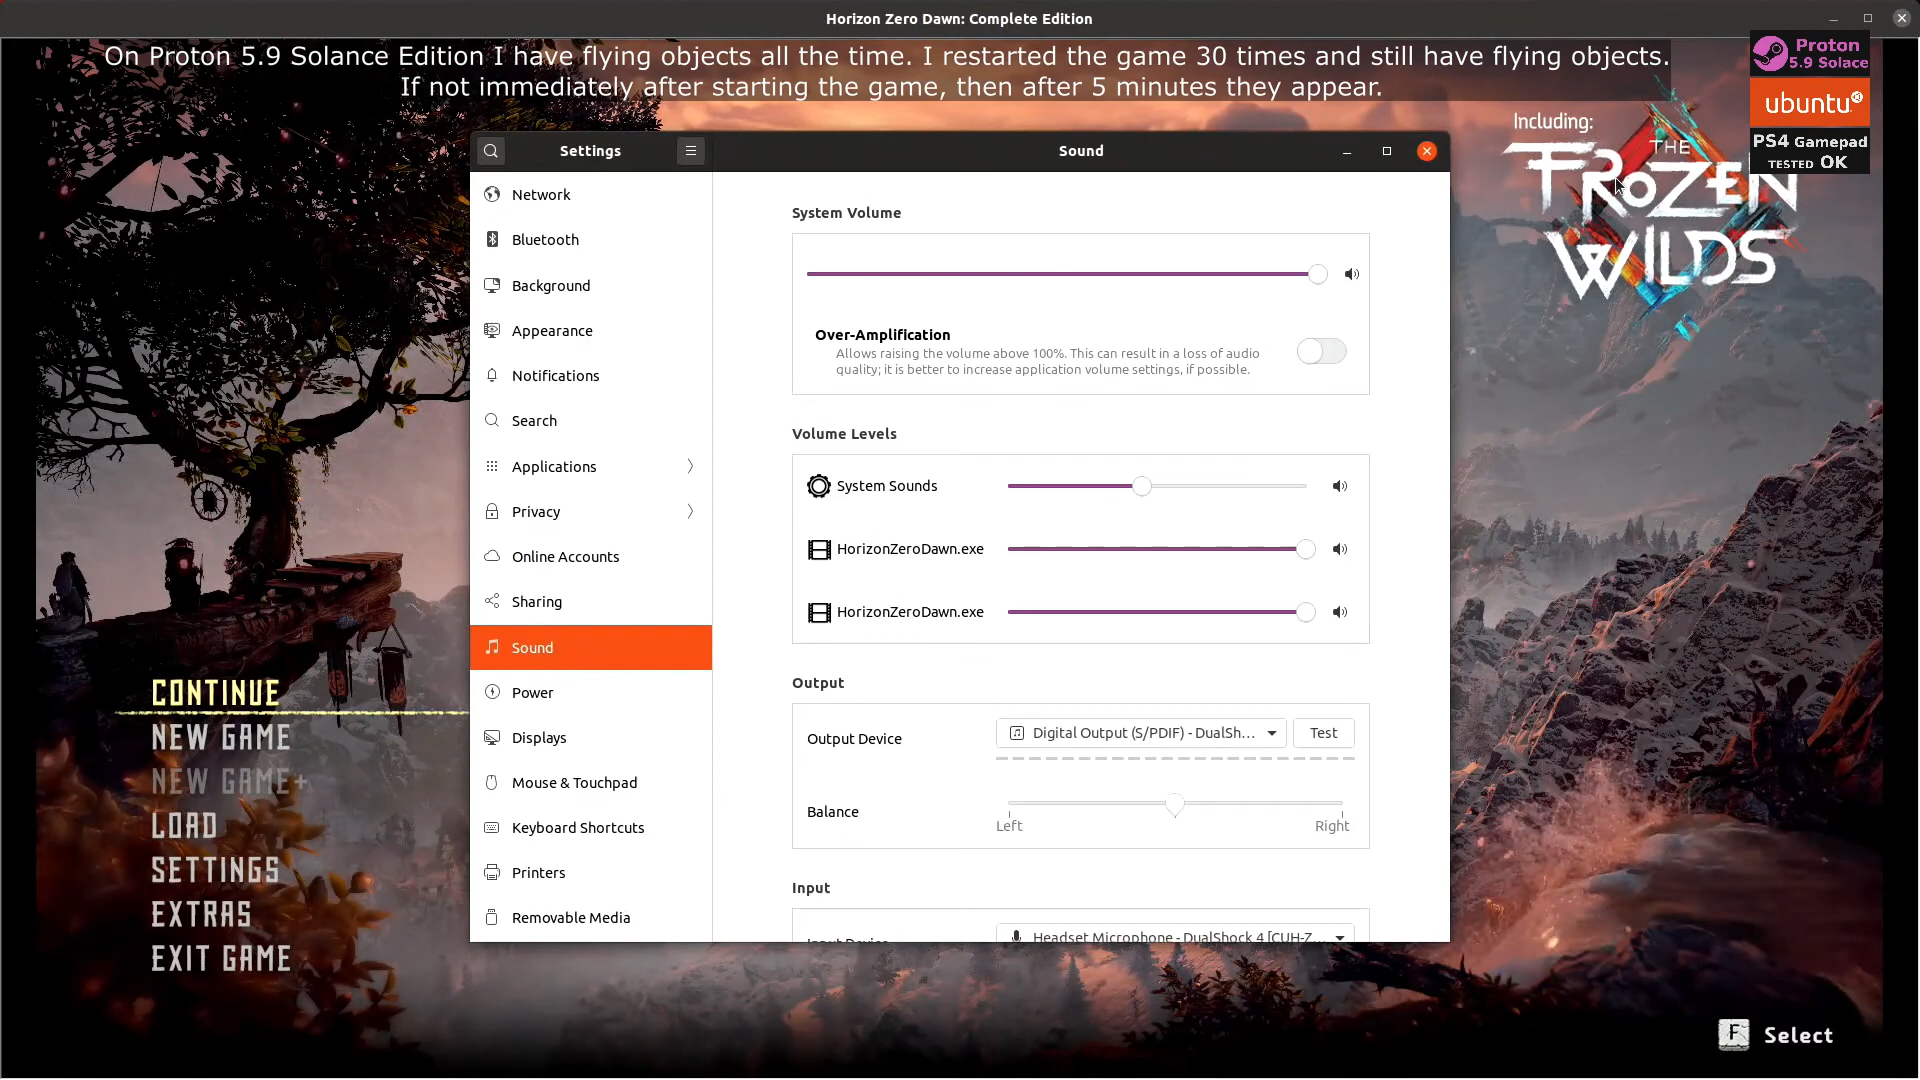 Horizon Zero Dawn: Complete Edition
On Proton 5.9 Solance Edition I have flying objects all the time. I restarted the game 30 times and still have flying objects.
If not immediately after starting the game, then after 5 minutes they appear.
Proton
5.9 Solace
ubuntu
PS4 Gamepad
TESTED OK
Including:
THE
FROZEN
WILDS
Settings
Sound
Network
Bluetooth
Background
Appearance
Notifications
Search
Applications
Privacy
Online Accounts
Sharing
Sound
Power
Displays
Mouse & Touchpad
Keyboard Shortcuts
Printers
Removable Media
System Volume
Over-Amplification
Allows raising the volume above 100%. This can result in a loss of audio
quality; it is better to increase application volume settings, if possible.
Volume Levels
System Sounds
HorizonZeroDawn.exe
HorizonZeroDawn.exe
Output
Output Device
Digital Output (S/PDIF) - DualSh...
Test
Balance
Left
Right
Input
Input Device
Headset Microphone - DualShock 4 [CUH-Z...
CONTINUE
NEW GAME
NEW GAME+
LOAD
SETTINGS
EXTRAS
EXIT GAME
F Select